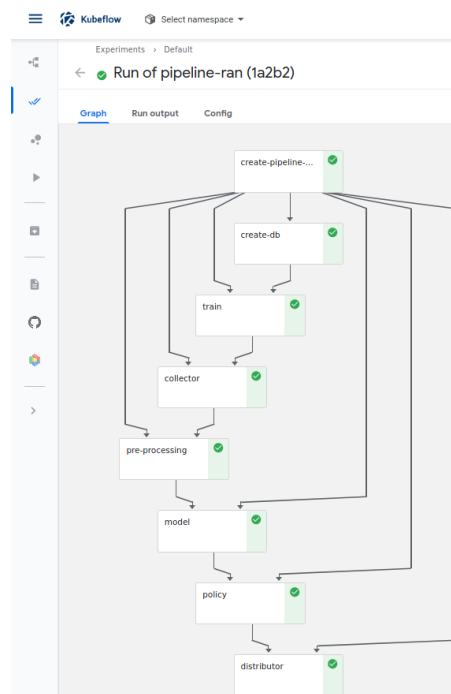 Kubeflow
Select namespace
Experiments > Default
Run of pipeline-ran (1a2b2)
Graph
Run output
Config
create-pipeline-...
create-db
train
collector
pre-processing
model
policy
distributor